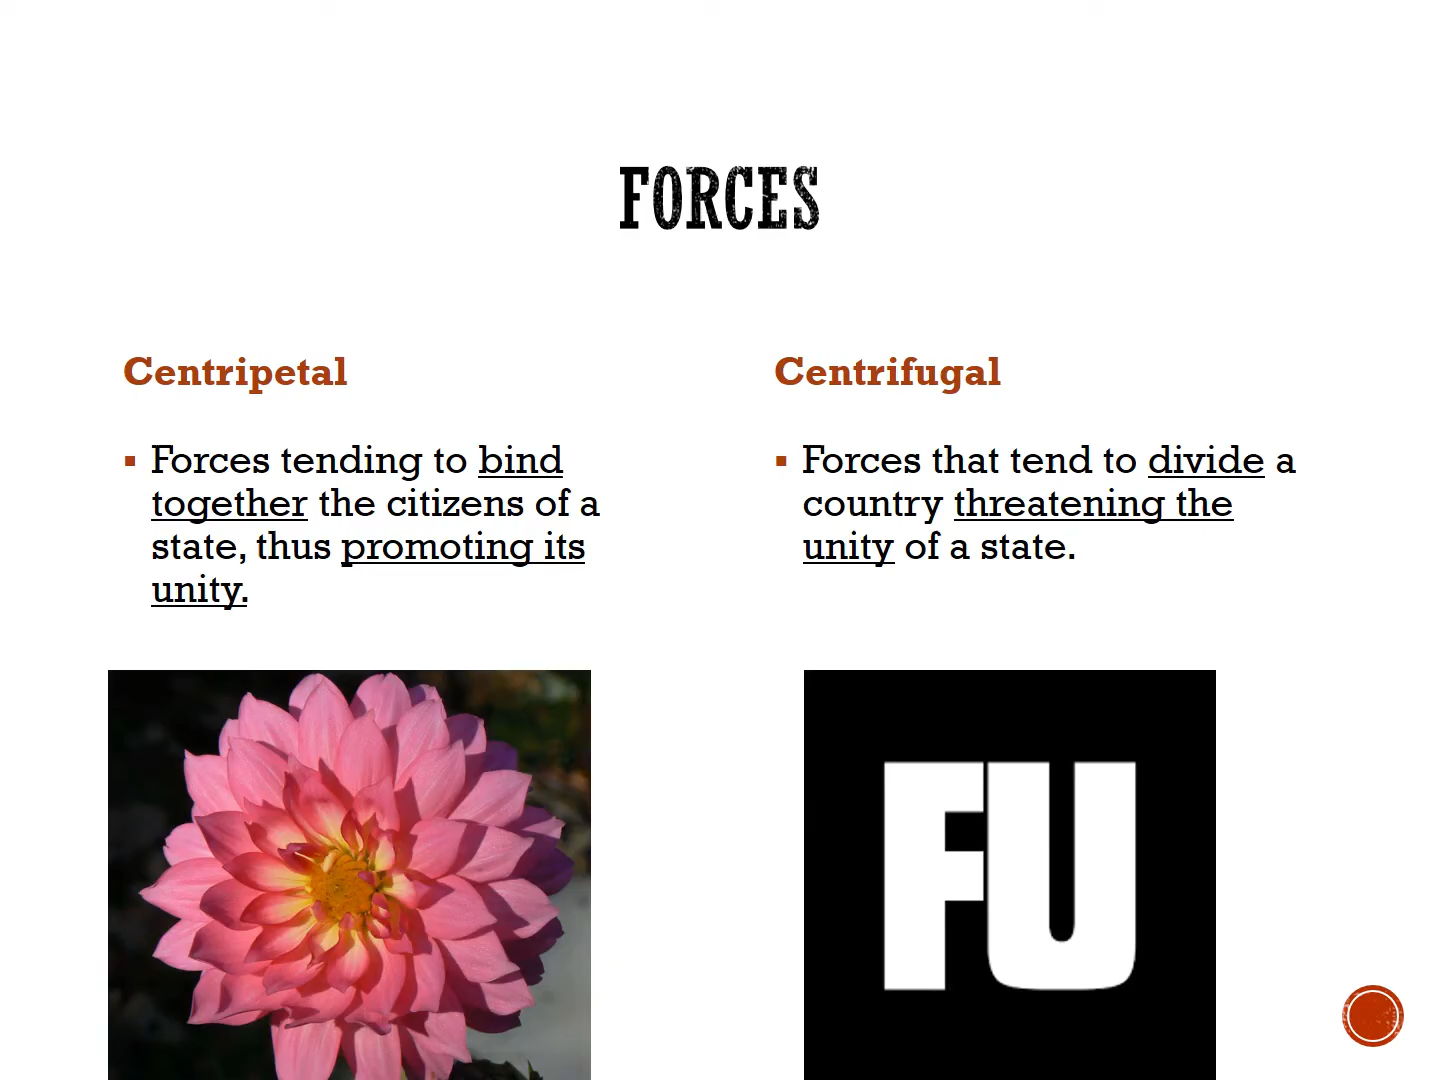 FORCES
Centripetal
▪ Forces tending to bind
together the citizens of a
state, thus promoting its
unity.
Centrifugal
▪ Forces that tend to divide a
country threatening the
unity of a state.
FU